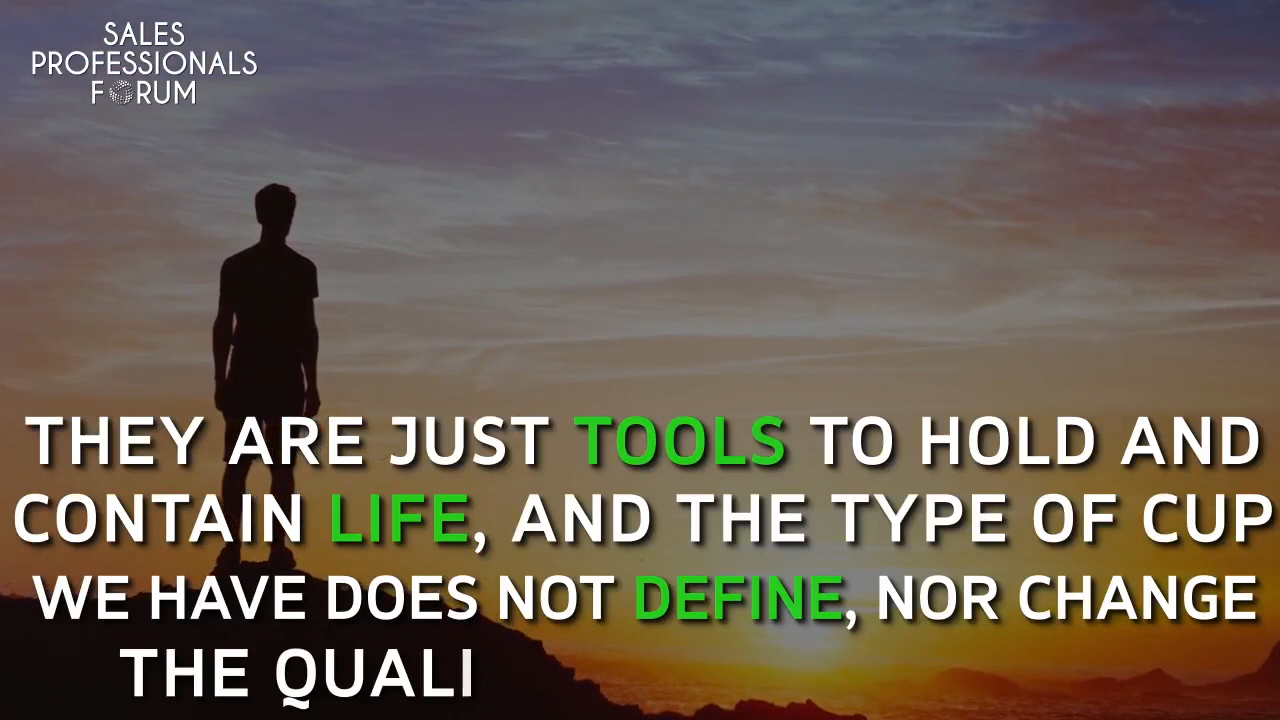 SALES
PROFESSIONALS
FORUM
THEY ARE JUST TOOLS TO HOLD AND
CONTAIN LIFE, AND THE TYPE OF CUP
WE HAVE DOES NOT DEFINE, NOR CHANGE
THE QUALI